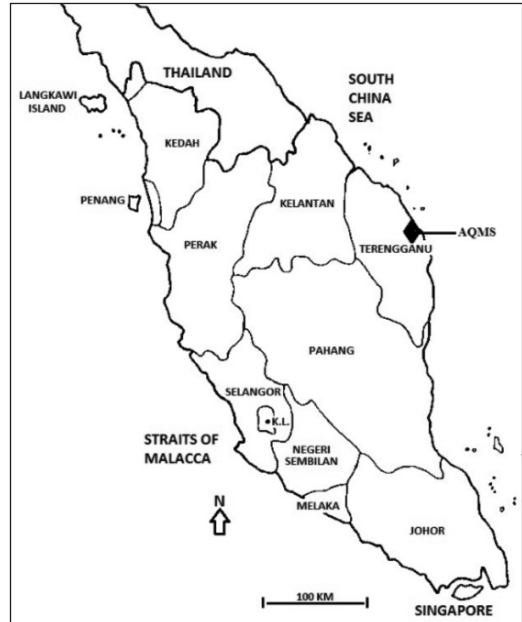 THAILAND
SOUTH
CHINA
SEA
LANGKAWI
ISLAND
KEDAH
PENANG
KELANTAN
PERAK
TERENGGANU
AQMS
PAHANG
SELANGOR
K.L.
STRAITS OF
MALACCA
NEGERI
SEMBILAN
N
MELAKA
JOHOR
100 KM
SINGAPORE